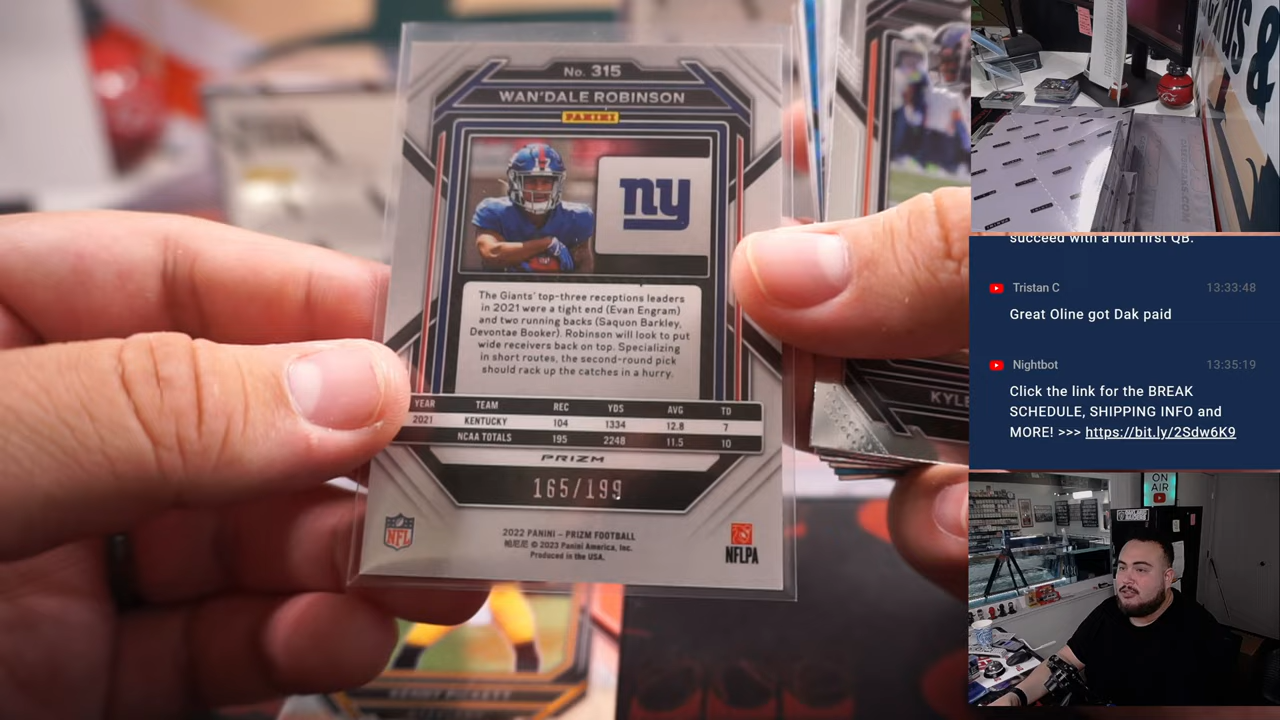 No. 315
WAN'DALE ROBINSON
PANINI
ny
The Giants' top-three receptions leaders
in 2021 were a tight end (Evan Engram)
and two running backs (Saquon Barkley,
Devontae Booker). Robinson will look to put
wide receivers back on top. Specializing
in short routes, the second-round pick
should rack up the catches in a hurry.
YEAR TEAM REC YDS AVG TD
2021 KENTUCKY 104 1334 12.8 7
NCAA TOTALS 195 2248 11.5 10
PRIZM
165/199
2022 PANINI – PRIZM FOOTBALL
© 2023 Panini America, Inc.
Produced in the USA.
NFL
NFLPA
KYLE
KENNY PICKETT
succeed with a run first QB.
Tristan C 13:33:48
Great Oline got Dak paid
Nightbot 13:35:19
Click the link for the BREAK
SCHEDULE, SHIPPING INFO and
MORE! >>> https://bit.ly/2Sdw6K9
ON
AIR